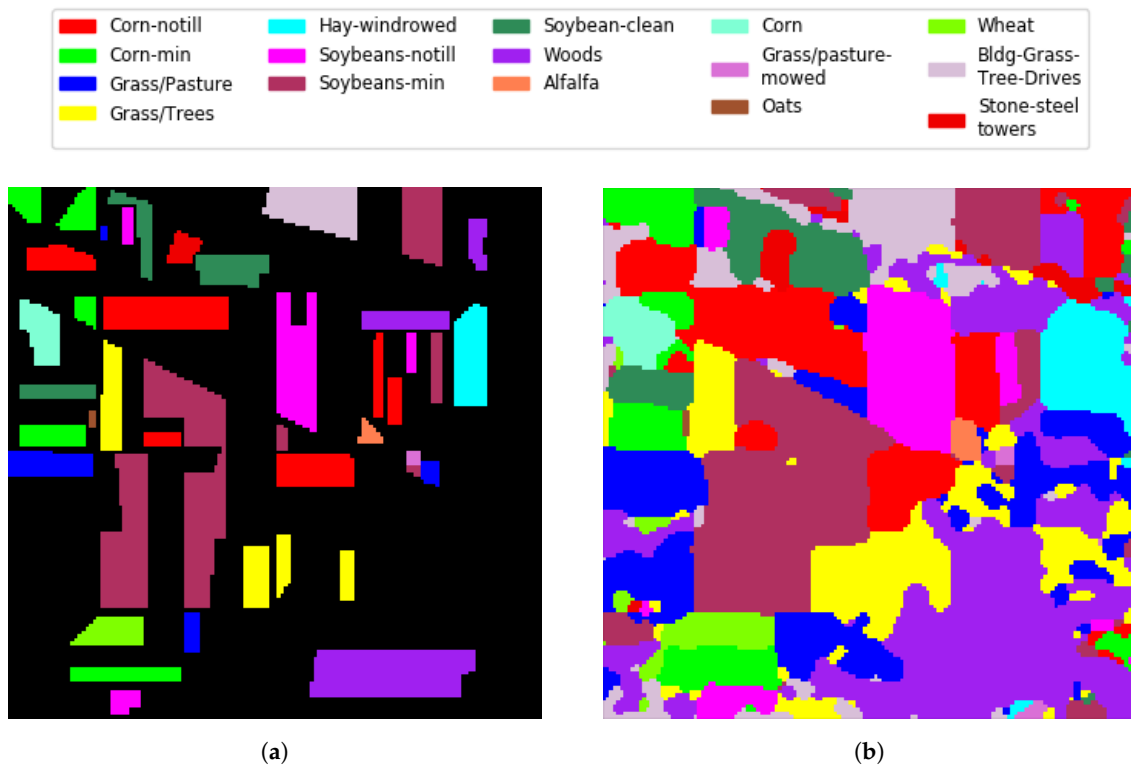 Corn-notill
Corn-min
Grass/Pasture
Grass/Trees
Hay-windrowed
Soybeans-notill
Soybeans-min
Soybean-clean
Woods
Alfalfa
Corn
Grass/pasture-
mowed
Oats
Wheat
Bldg-Grass-
Tree-Drives
Stone-steel
towers
(a)
(b)